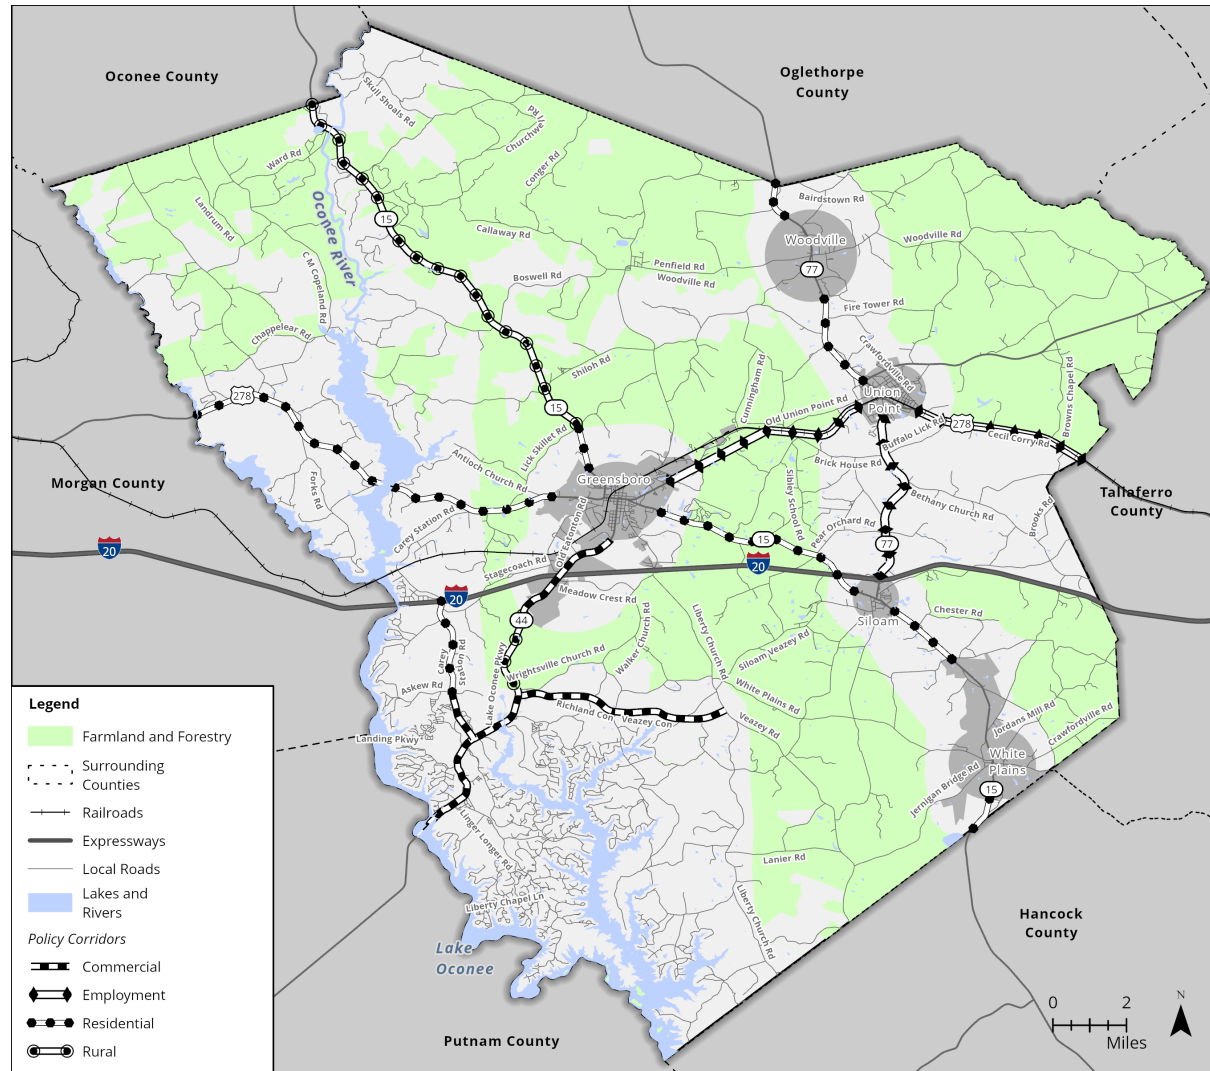 Oconee County
Oglethorpe
County
Skull Shoals Rd
Churchwell Rd
Conger Rd
Ward Rd
Landrum Rd
Oconee River
15
Callaway Rd
C M Copeland Rd
Boswell Rd
Penfield Rd
Woodville Rd
Bairdstown Rd
Woodville
Woodville Rd
77
Fire Tower Rd
Chappelear Rd
Shiloh Rd
Crawfordville Rd
Cunningham Rd
Browns Chapel Rd
278
15
Union
Point
Old Union Point Rd
278
Cecil Corry Rd
Buffalo Lick Rd
Lick Skillet Rd
Antioch Church Rd
Brick House Rd
Greensboro
Morgan County
Forks Rd
Sibley School Rd
Bethany Church Rd
Brooks Rd
Tallaferro
County
Carey Station Rd
Old Eatonton Rd
Pear Orchard Rd
15
77
20
Stagecoach Rd
20
20
Meadow Crest Rd
Siloam
Chester Rd
44
Walker Church Rd
Liberty Church Rd
Siloam Veazey Rd
Carey
Station Rd
Lake Oconee Pkwy
Wrightsville Church Rd
Askew Rd
White Plains Rd
Richland Con
Veazey Con
Veazey Rd
Jordans Mill Rd
Crawfordville Rd
Landing Pkwy
White
Plains
Jernigan Bridge Rd
15
Linger Longer Rd
Lanier Rd
Liberty Chapel Ln
Liberty Church Rd
Lake
Oconee
Hancock
County
Putnam County
Legend
Farmland and Forestry
Surrounding
Counties
Railroads
Expressways
Local Roads
Lakes and
Rivers
Policy Corridors
Commercial
Employment
Residential
Rural
0 2
Miles
N